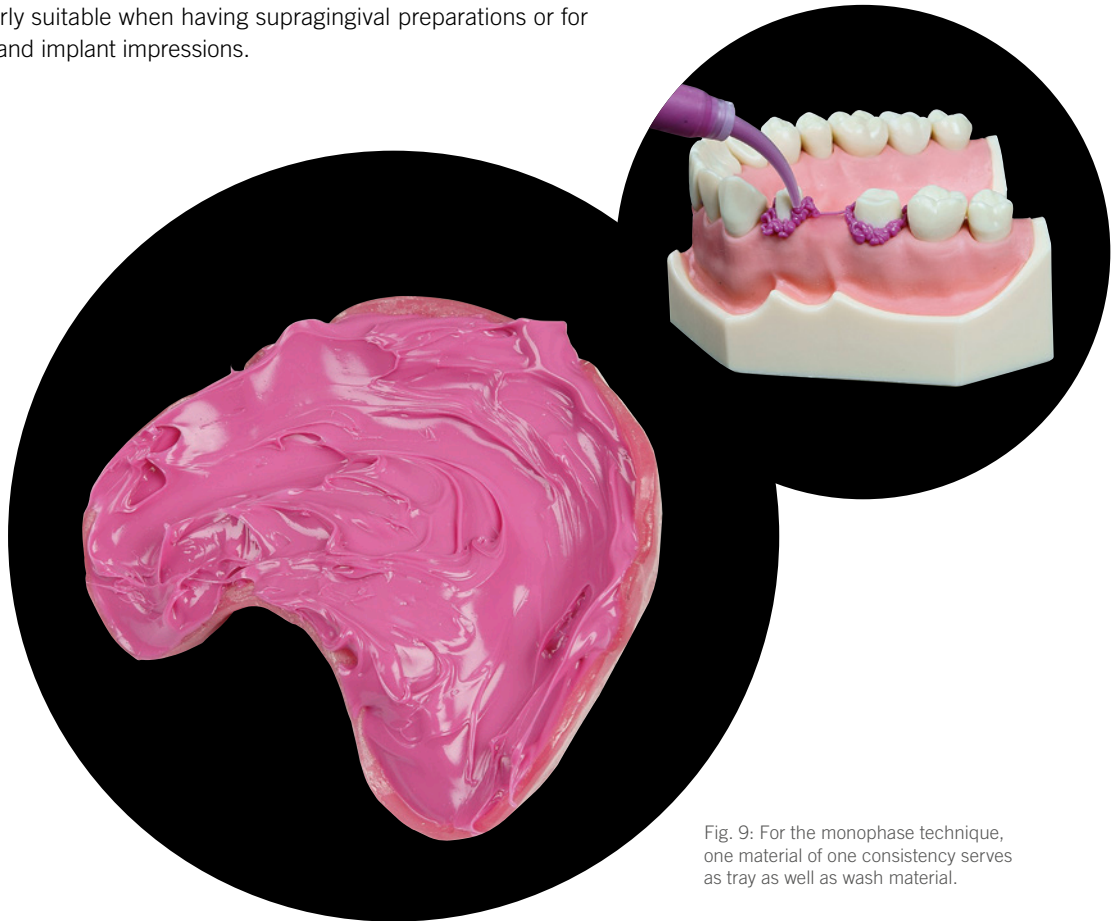 rly suitable when having supragingival preparations or for
and implant impressions.
Fig. 9: For the monophase technique,
one material of one consistency serves
as tray as well as wash material.